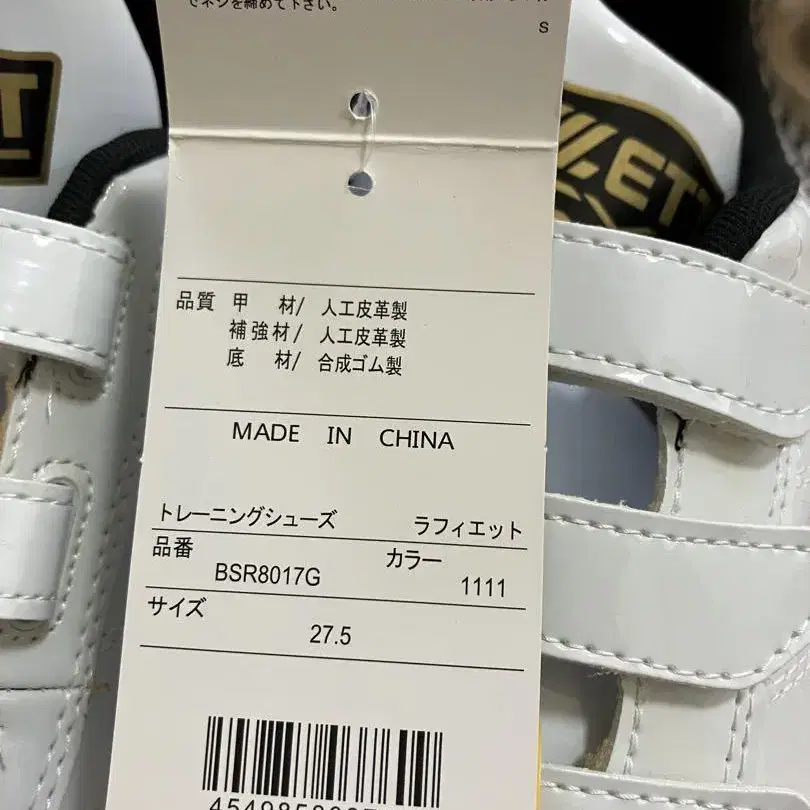 でネジを締めて下さい。
S
T
ZETT
品質 甲 材/ 人工皮革製
補強材/ 人工皮革製
底 材/ 合成ゴム製
MADE IN CHINA
トレーニングシューズ ラフィエット
品番 カラー
BSR8017G 1111
サイズ
27.5